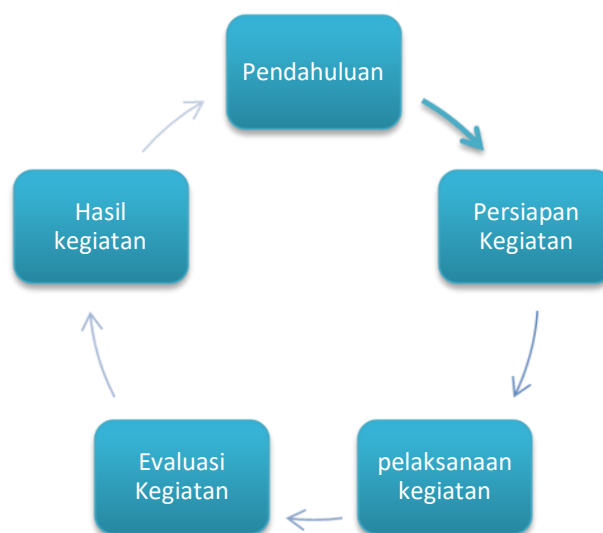 Pendahuluan
Persiapan
Kegiatan
pelaksanaan
kegiatan
Evaluasi
Kegiatan
Hasil
kegiatan